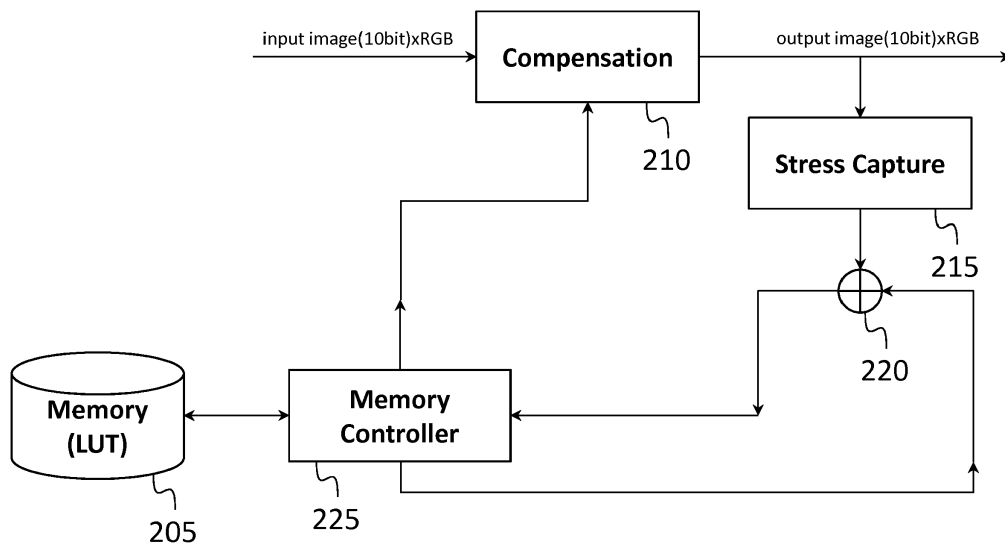 input image(10bit)xRGB
Compensation
output image(10bit)xRGB
210
Stress Capture
215
220
Memory
(LUT)
205
Memory
Controller
225